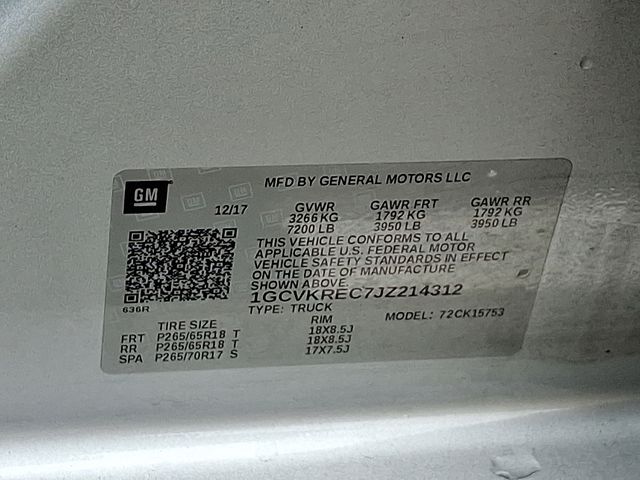 MFD BY GENERAL MOTORS LLC
GM
12/17
GVWR GAWR FRT GAWR RR
3266 KG 1792 KG 1792 KG
7200 LB 3950 LB 3950 LB
THIS VEHICLE CONFORMS TO ALL
APPLICABLE U.S. FEDERAL MOTOR
VEHICLE SAFETY STANDARDS IN EFFECT
ON THE DATE OF MANUFACTURE
SHOWN ABOVE.
1GCVKREC7JZ214312
636R
TYPE: TRUCK
MODEL: 72CK15753
TIRE SIZE RIM
FRT P265/65R18 T 18X8.5J
RR P265/65R18 T 18X8.5J
SPA P265/70R17 S 17X7.5J